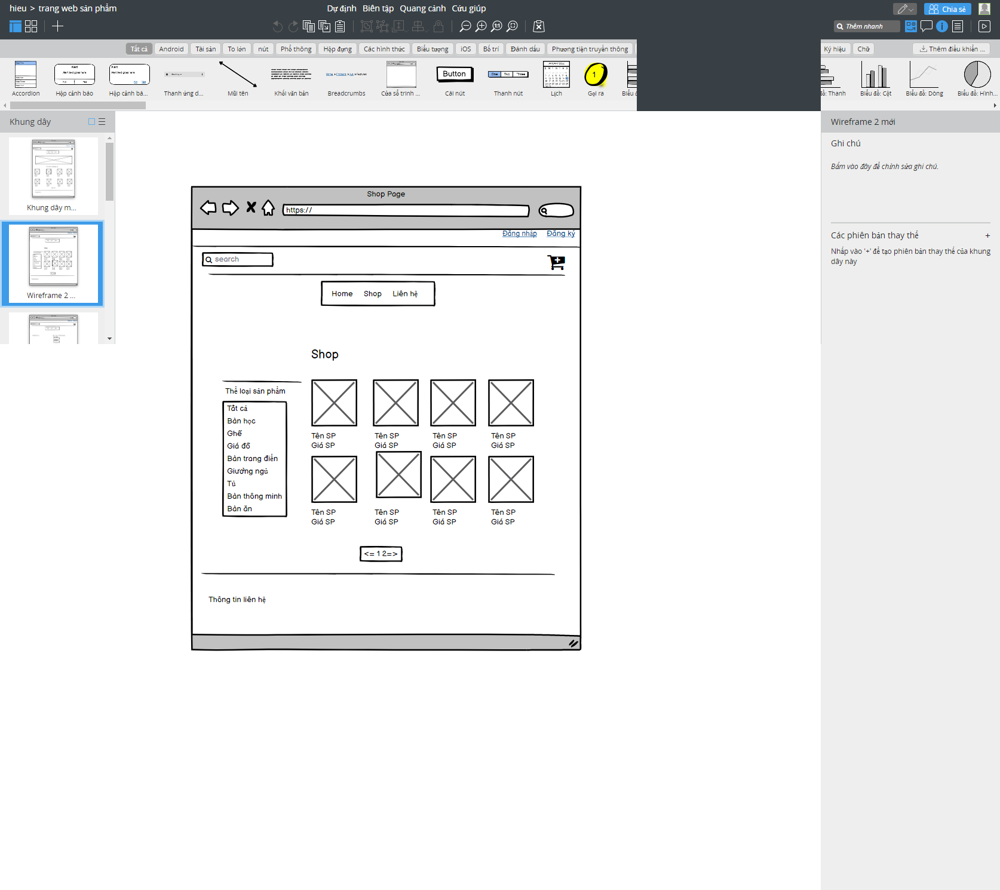 hieu > trang web sản phẩm
Dự định Biên tập Quang cảnh Cứu giúp
Chia sẻ
Thêm nhanh
Tất cả Android Tài sản To lớn nút Phổ thông Hộp đựng Các hình thức Biểu tượng iOS Bố trí Đánh dấu Phương tiện truyền thông Ký hiệu Chữ Thêm điều khiển ...
Button
One Two Three
1
Accordion Hộp cảnh báo Hộp cảnh bá... Thanh ứng d... Mũi tên Khối văn bản Breadcrumbs Cửa sổ trình ... Cái nút Thanh nút Lịch Gọi ra Biểu Thanh Biểu đồ: Cột Biểu đồ: Dòng Biểu đồ: Hình...
Khung dây
Khung dây m...
Wireframe 2 ...
Shop Page
https://
Đăng nhập Đăng ký
search
Home Shop Liên hệ
Shop
Thể loại sản phẩm
Tất cả
Bàn học
Ghế
Giá đỡ
Bàn trang điển
Giướng ngủ
Tủ
Bàn thông minh
Bàn ăn
Tên SP Tên SP Tên SP Tên SP
Giá SP Giá SP Giá SP Giá SP
Tên SP Tên SP Tên SP Tên SP
Giá SP Giá SP Giá SP Giá SP
<= 1 2=>
Thông tin liên hệ
Wireframe 2 mới
Ghi chú
Bấm vào đây để chỉnh sửa ghi chú.
Các phiên bản thay thế +
Nhấp vào '+' để tạo phiên bản thay thế của khung
dây này